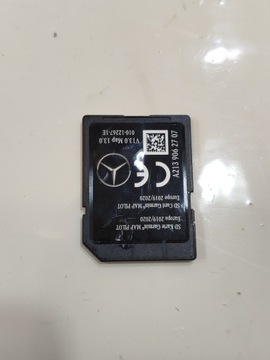 A213 906 27 07
V13.0 Map 13.0
010-12267-1E
CE
SD Karte Garmin® MAP PILOT
Europa 2019/2020
SD Card Garmin® MAP PILOT
Europe 2019/2020